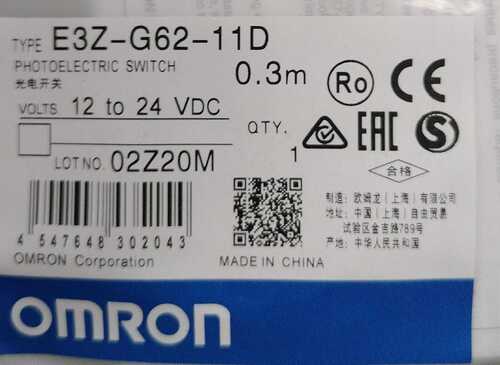 TYPE E3Z-G62-11D
PHOTOELECTRIC SWITCH 0.3m
光电开关
Ro CE
VOLTS 12 to 24 VDC
QTY. 1
EAC S
LOT NO. 02Z20M
合格
制造: 欧姆龙(上海)有限公司
地址: 中国(上海)自由贸易
试验区金吉路789号
产地: 中华人民共和国
4 547648 302043
OMRON Corporation
MADE IN CHINA
OMRON